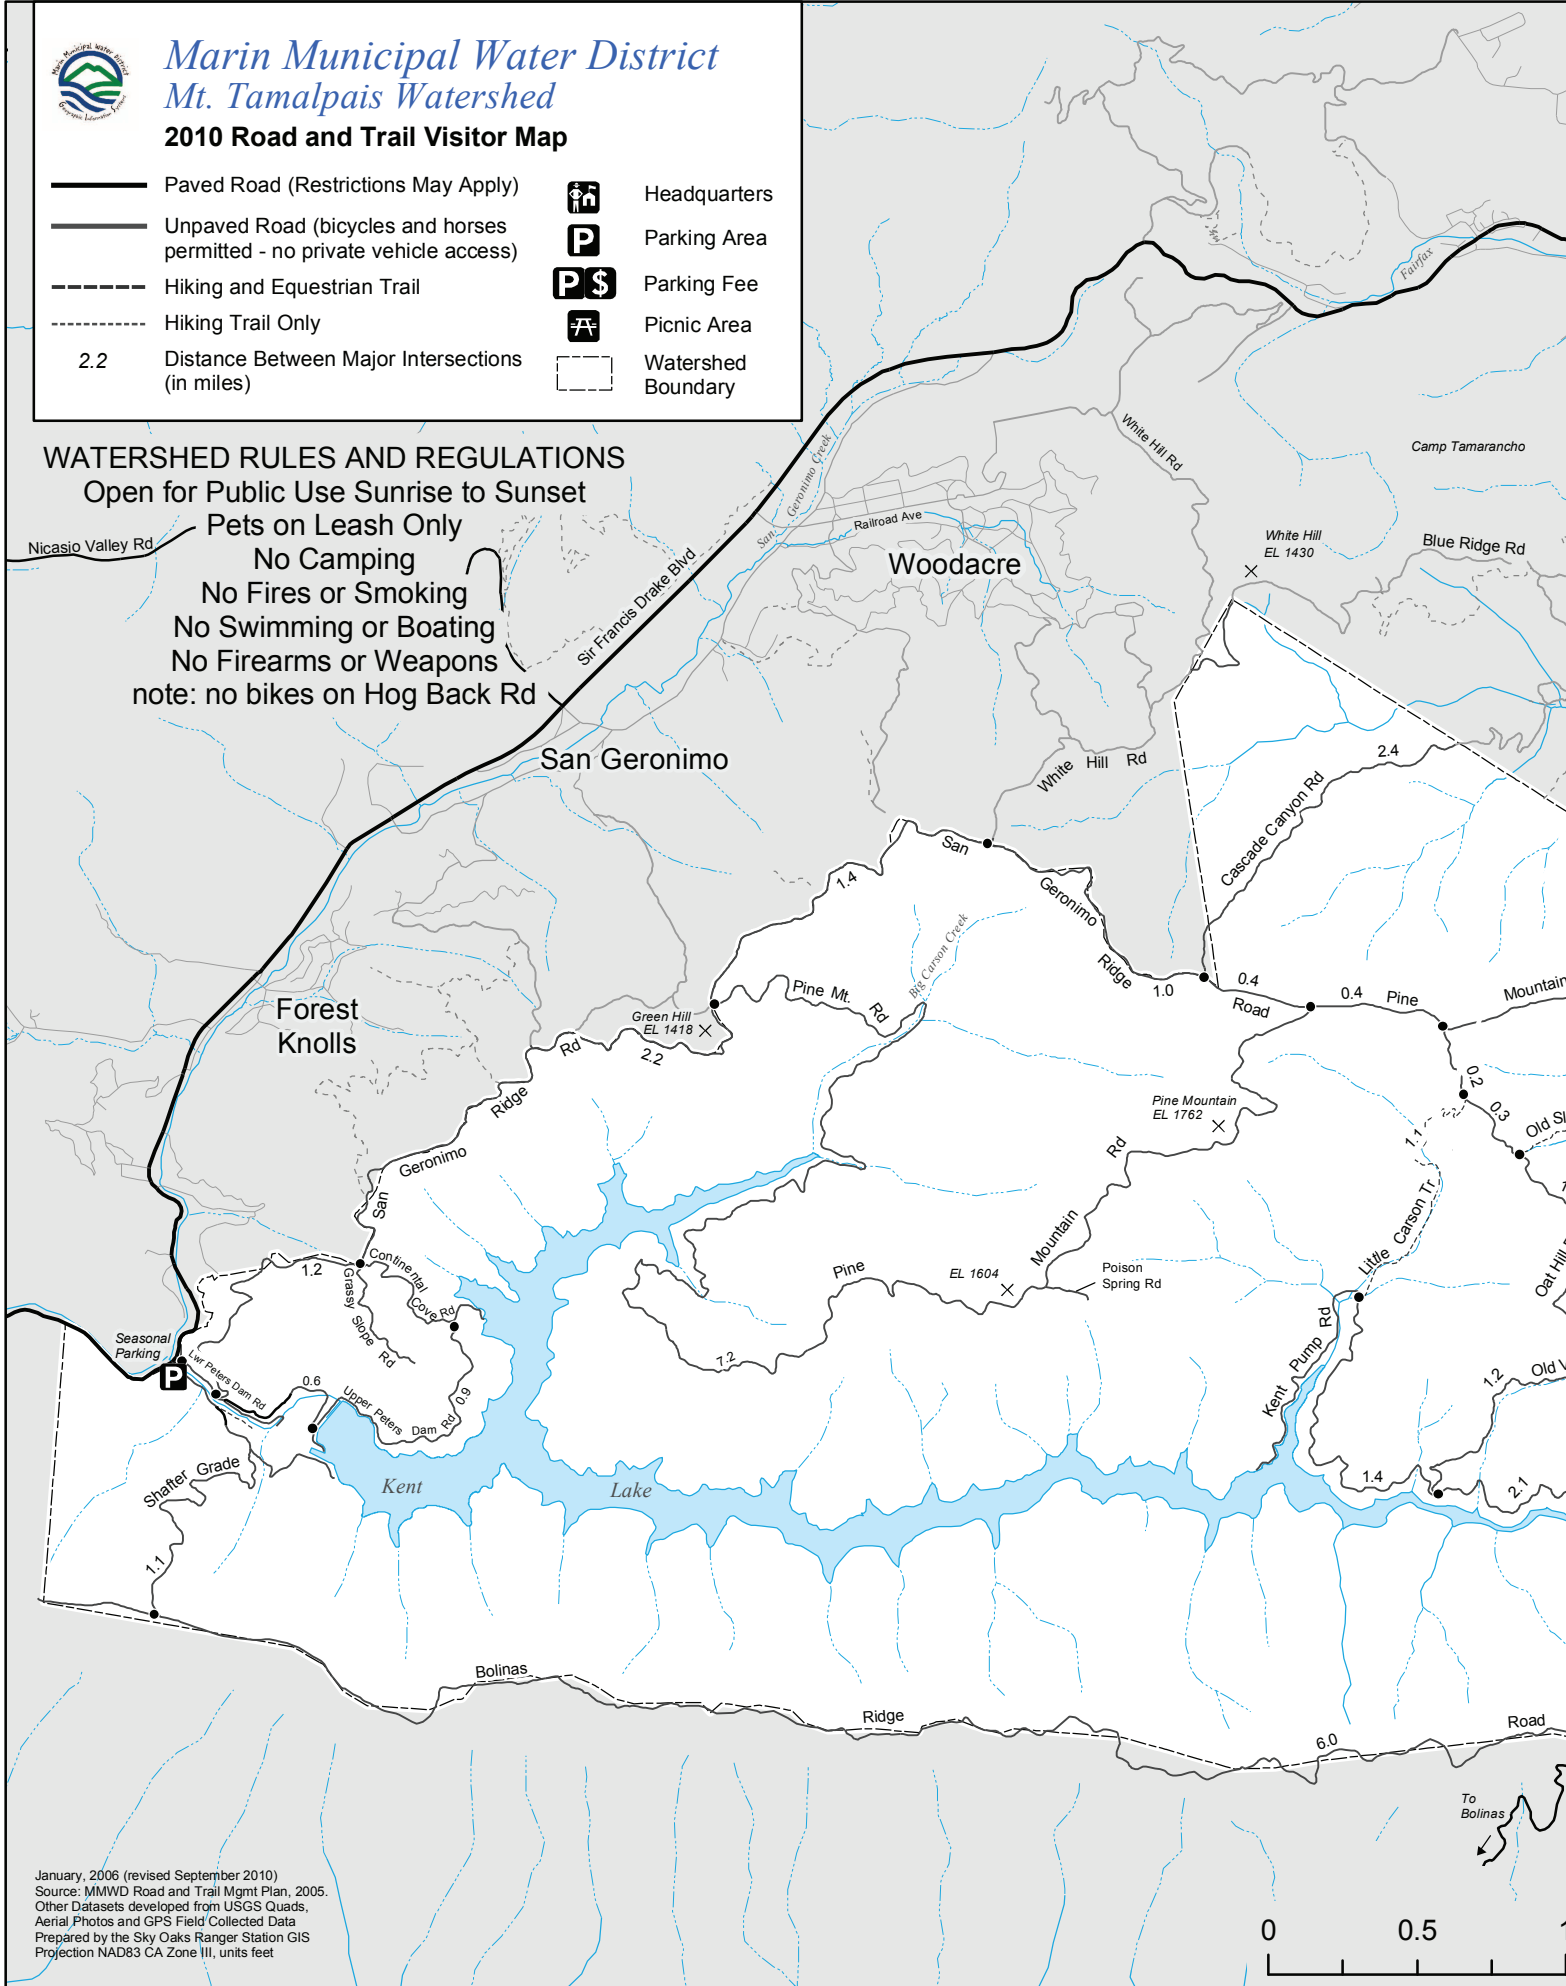 Marin Municipal Water District
Geographic Information Systems
Marin Municipal Water District
Mt. Tamalpais Watershed
2010 Road and Trail Visitor Map
Paved Road (Restrictions May Apply)
Unpaved Road (bicycles and horses
permitted - no private vehicle access)
Hiking and Equestrian Trail
Hiking Trail Only
2.2
Distance Between Major Intersections
(in miles)
Headquarters
P
Parking Area
P $
Parking Fee
Picnic Area
Watershed
Boundary
WATERSHED RULES AND REGULATIONS
Open for Public Use Sunrise to Sunset
Pets on Leash Only
No Camping
No Fires or Smoking
No Swimming or Boating
No Firearms or Weapons
note: no bikes on Hog Back Rd
Nicasio Valley Rd
Sir Francis Drake Blvd
San Geronimo Creek
Railroad Ave
Woodacre
Fairfax
White Hill Rd
Camp Tamarancho
White Hill
EL 1430
Blue Ridge Rd
San Geronimo
White Hill Rd
2.4
Cascade Canyon Rd
San Geronimo Ridge Road
1.4
Big Carson Creek
1.0
0.4
0.4
Pine Mountain
Pine Mt. Rd
Forest
Knolls
Green Hill
EL 1418
2.2
San Geronimo Ridge Rd
0.2
0.3
Old Sl
1.1
Pine Mountain
EL 1762
Little Carson Tr
Oat Hill
Pine Mountain Rd
EL 1604
Poison
Spring Rd
7.2
Kent Pump Rd
1.2
Old V
1.4
2.1
1.2
Continental Cove Rd
Grassy Slope Rd
Seasonal
Parking
P
Lwr Peters Dam Rd
0.6
Upper Peters Dam Rd
0.9
Shafter Grade
1.1
Kent Lake
Bolinas Ridge Road
6.0
To
Bolinas
January, 2006 (revised September 2010)
Source: MMWD Road and Trail Mgmt Plan, 2005.
Other Datasets developed from USGS Quads,
Aerial Photos and GPS Field Collected Data
Prepared by the Sky Oaks Ranger Station GIS
Projection NAD83 CA Zone III, units feet
0 0.5 1